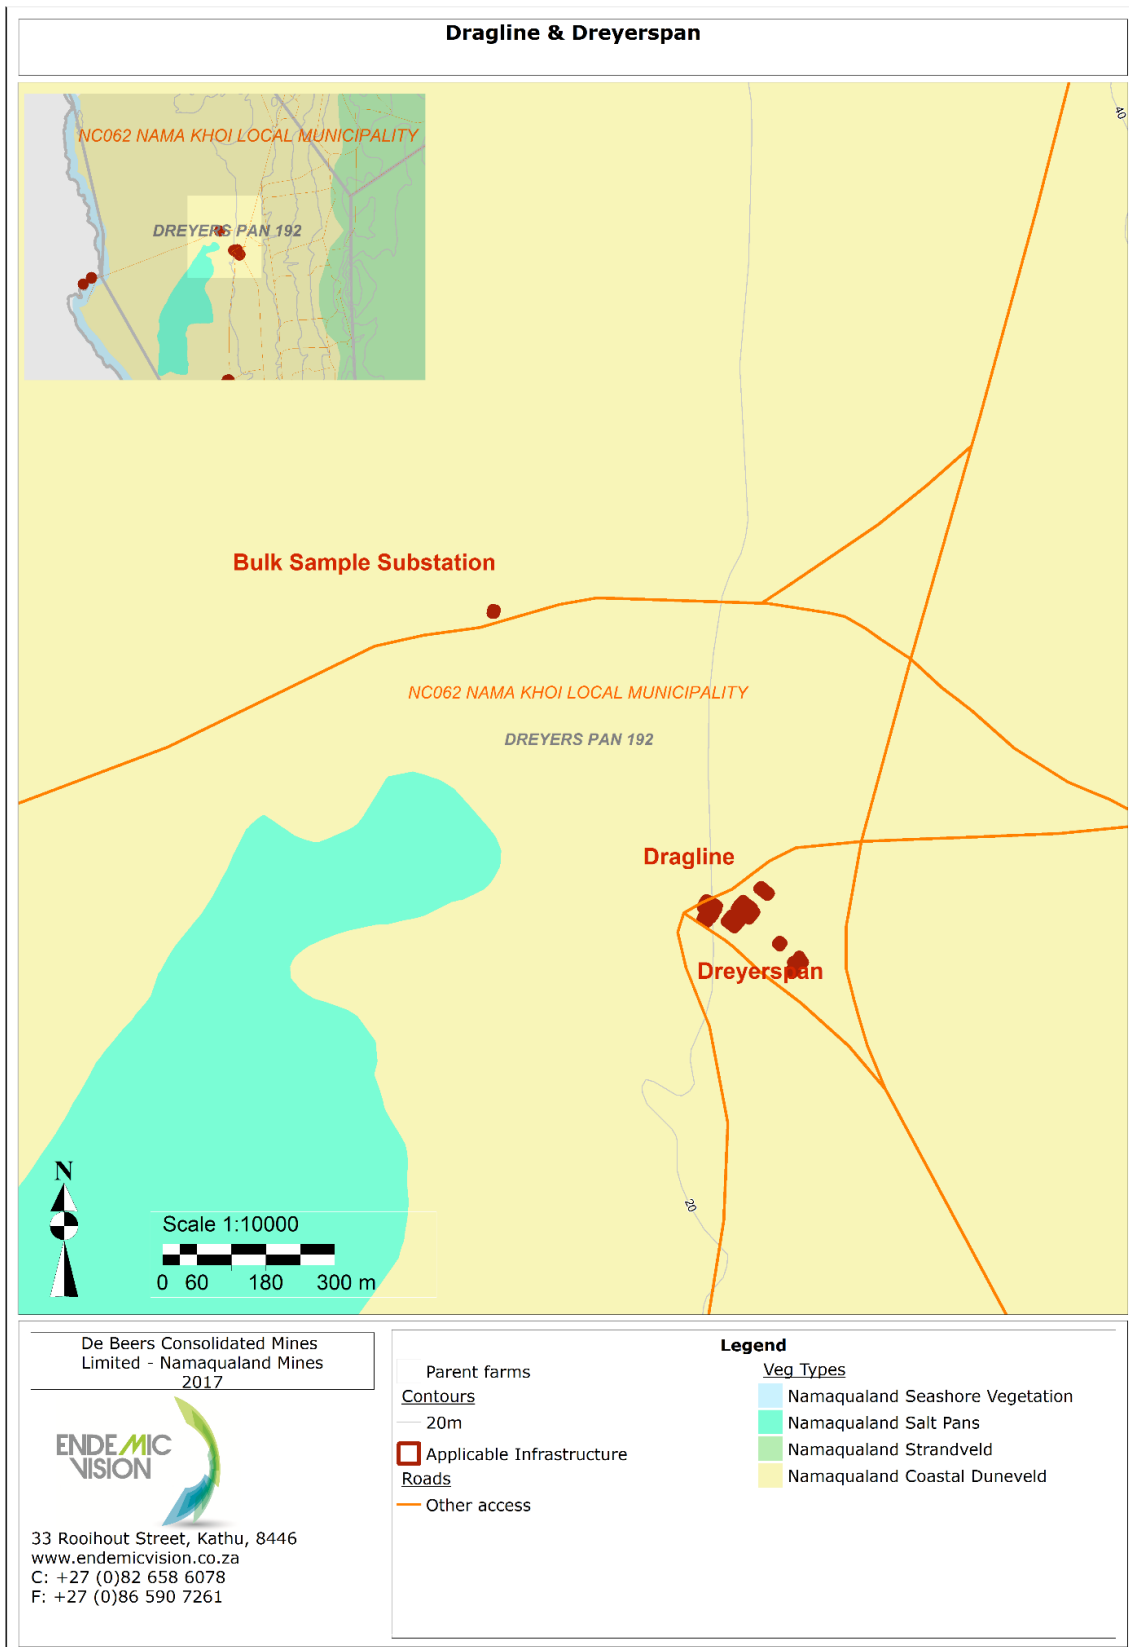 Dragline & Dreyerspan
NC062 NAMA KHOI LOCAL MUNICIPALITY
DREYERS PAN 192
40
Bulk Sample Substation
NC062 NAMA KHOI LOCAL MUNICIPALITY
DREYERS PAN 192
Dragline
Dreyerspan
20
N
Scale 1:10000
0 60 180 300 m
De Beers Consolidated Mines
Limited - Namaqualand Mines
2017
ENDEMIC
VISION
33 Rooihout Street, Kathu, 8446
www.endemicvision.co.za
C: +27 (0)82 658 6078
F: +27 (0)86 590 7261
Legend
Parent farms
Contours
20m
Applicable Infrastructure
Roads
Other access
Veg Types
Namaqualand Seashore Vegetation
Namaqualand Salt Pans
Namaqualand Strandveld
Namaqualand Coastal Duneveld